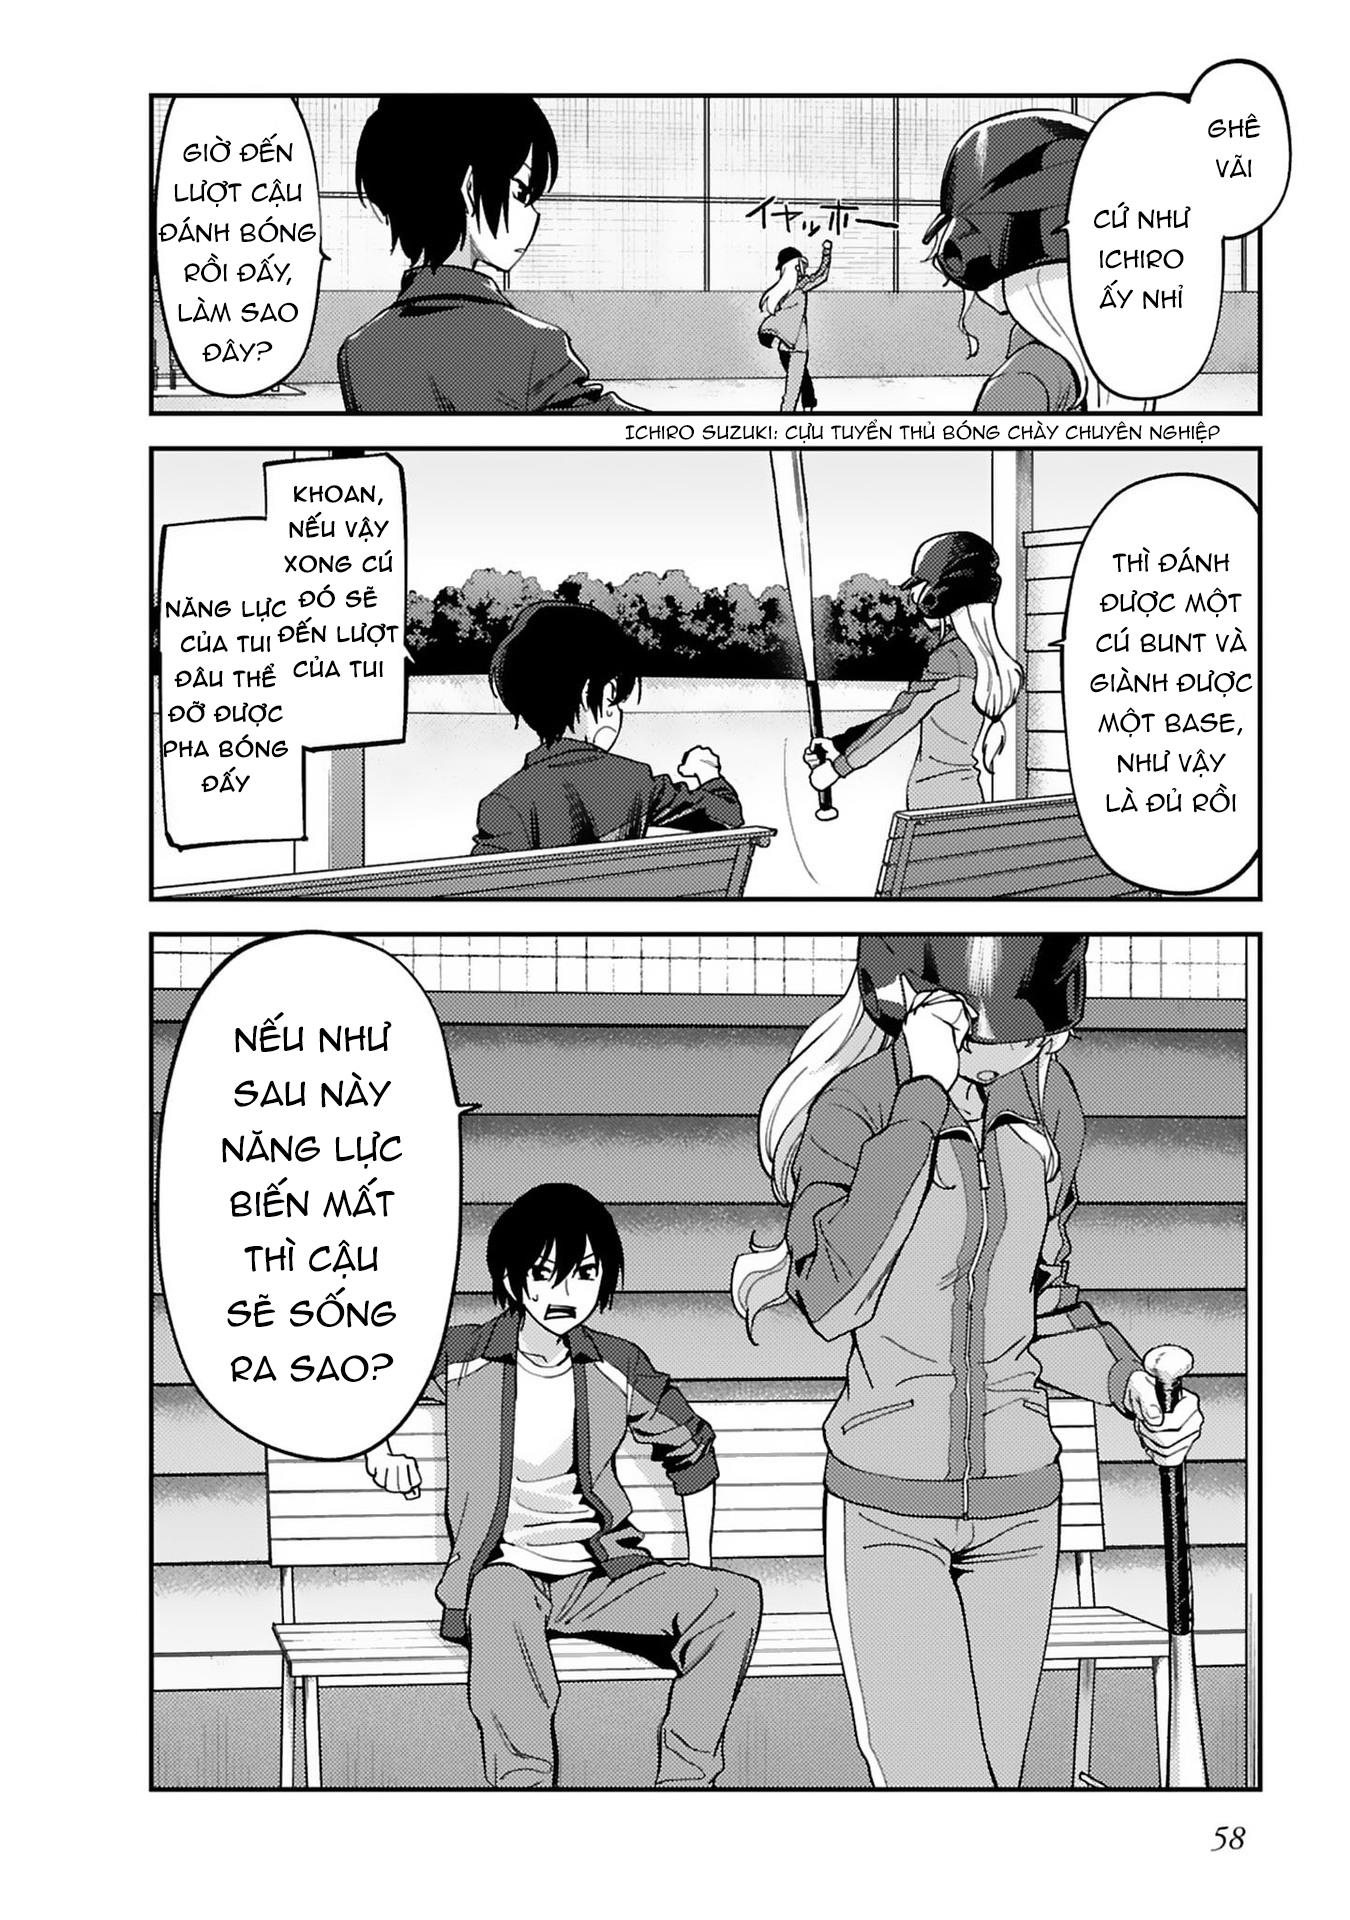 GHÊ
VÃI
CỨ NHƯ
ICHIRO
ẤY NHỈ
イヤッホー
GIỜ ĐẾN
LƯỢT CẬU
ĐÁNH BÓNG
RỒI ĐẤY,
LÀM SAO
ĐÂY?
ICHIRO SUZUKI: CỰU TUYỂN THỦ BÓNG CHÀY CHUYÊN NGHIỆP
THÌ ĐÁNH
ĐƯỢC MỘT
CÚ BUNT VÀ
GIÀNH ĐƯỢC
MỘT BASE,
NHƯ VẬY
LÀ ĐỦ RỒI
KHOAN,
NẾU VẬY
XONG CÚ
ĐÓ SẼ
ĐẾN LƯỢT
CỦA TUI
NĂNG LỰC
CỦA TUI
ĐÂU THỂ
ĐỠ ĐƯỢC
PHA BÓNG
ĐẤY
NẾU NHƯ
SAU NÀY
NĂNG LỰC
BIẾN MẤT
THÌ CẬU
SẼ SỐNG
RA SAO?
58